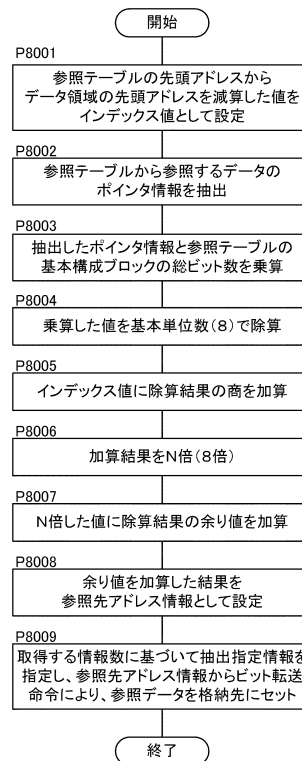 開始
P8001
参照テーブルの先頭アドレスから
データ領域の先頭アドレスを減算した値を
インデックス値として設定
P8002
参照テーブルから参照するデータの
ポインタ情報を抽出
P8003
抽出したポインタ情報と参照テーブルの
基本構成ブロックの総ビット数を乗算
P8004
乗算した値を基本単位数(8)で除算
P8005
インデックス値に除算結果の商を加算
P8006
加算結果をN倍(8倍)
P8007
N倍した値に除算結果の余り値を加算
P8008
余り値を加算した結果を
参照先アドレス情報として設定
P8009
取得する情報数に基づいて抽出指定情報を
指定し、参照先アドレス情報からビット転送
命令により、参照データを格納先にセット
終了